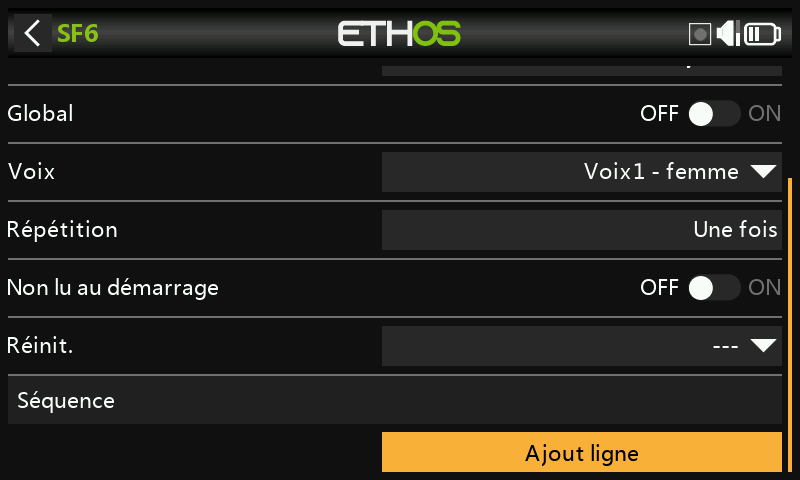 SF6
ETHOS
Global OFF ON
Voix Voix1 - femme
Répétition Une fois
Non lu au démarrage OFF ON
Réinit. ---
Séquence
Ajout ligne